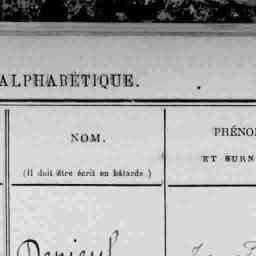 ALPHABÉTIQUE.
NOM.
(Il doit être écrit en bâtarde.)
PRÉNO
ET SURN